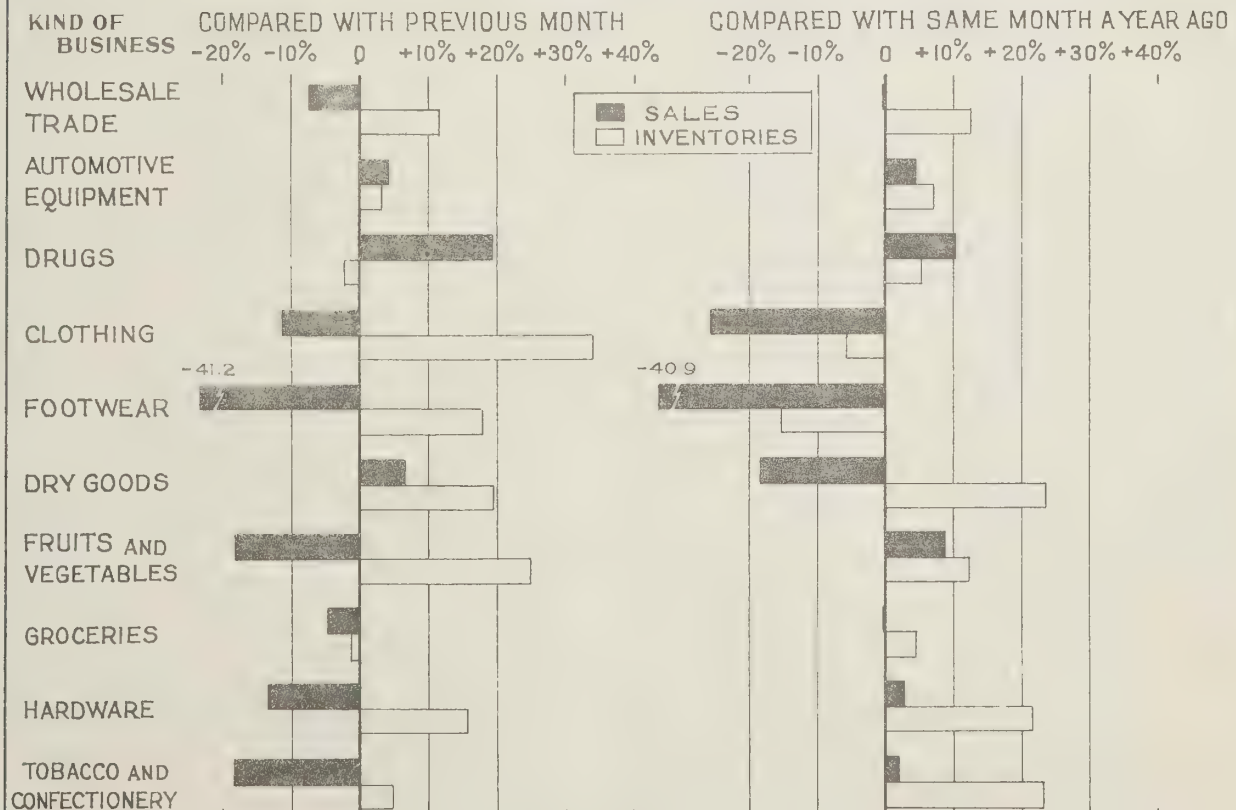 KIND OF BUSINESS
COMPARED WITH PREVIOUS MONTH
-20% -10% 0 +10% +20% +30% +40%
COMPARED WITH SAME MONTH A YEAR AGO
-20% -10% 0 +10% +20% +30% +40%
SALES
INVENTORIES
WHOLESALE
TRADE
AUTOMOTIVE
EQUIPMENT
DRUGS
CLOTHING
-41.2
-40.9
FOOTWEAR
DRY GOODS
FRUITS AND
VEGETABLES
GROCERIES
HARDWARE
TOBACCO AND
CONFECTIONERY